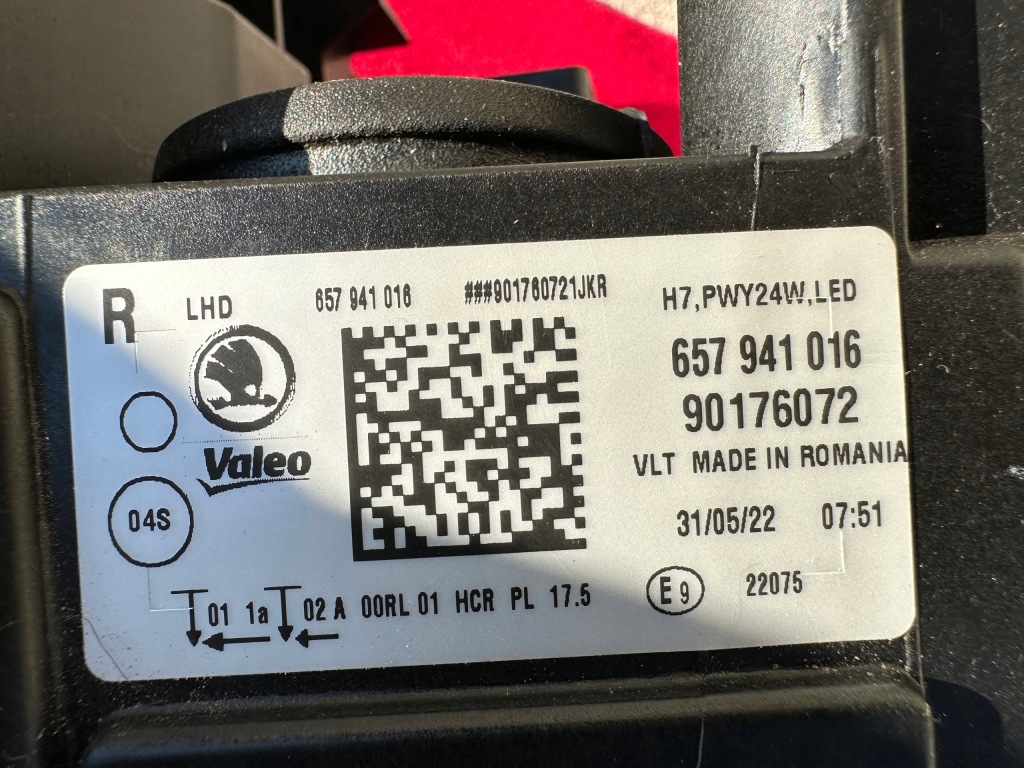 R LHD 657 941 016 ###901760721JKR H7,PWY24W,LED
657 941 016
90176072
Valeo
VLT MADE IN ROMANIA
04S
31/05/22 07:51
01 1a 02 A 00RL 01 HCR PL 17.5
E9 22075